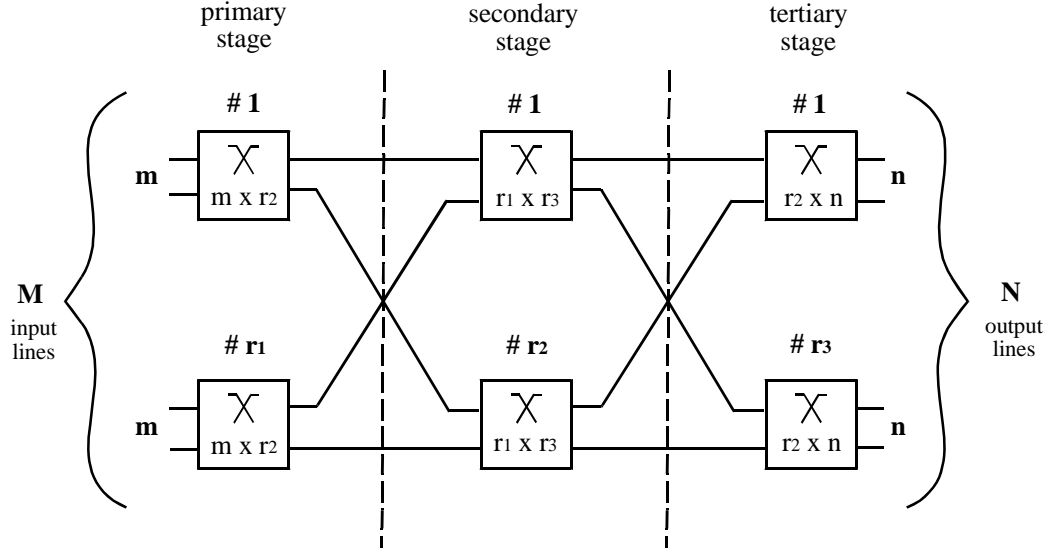 primary stage
secondary stage
tertiary stage
# 1
# 1
# 1
m
m x r2
r1 x r3
r2 x n
n
M
input
lines
N
output
lines
# r1
# r2
# r3
m
m x r2
r1 x r3
r2 x n
n